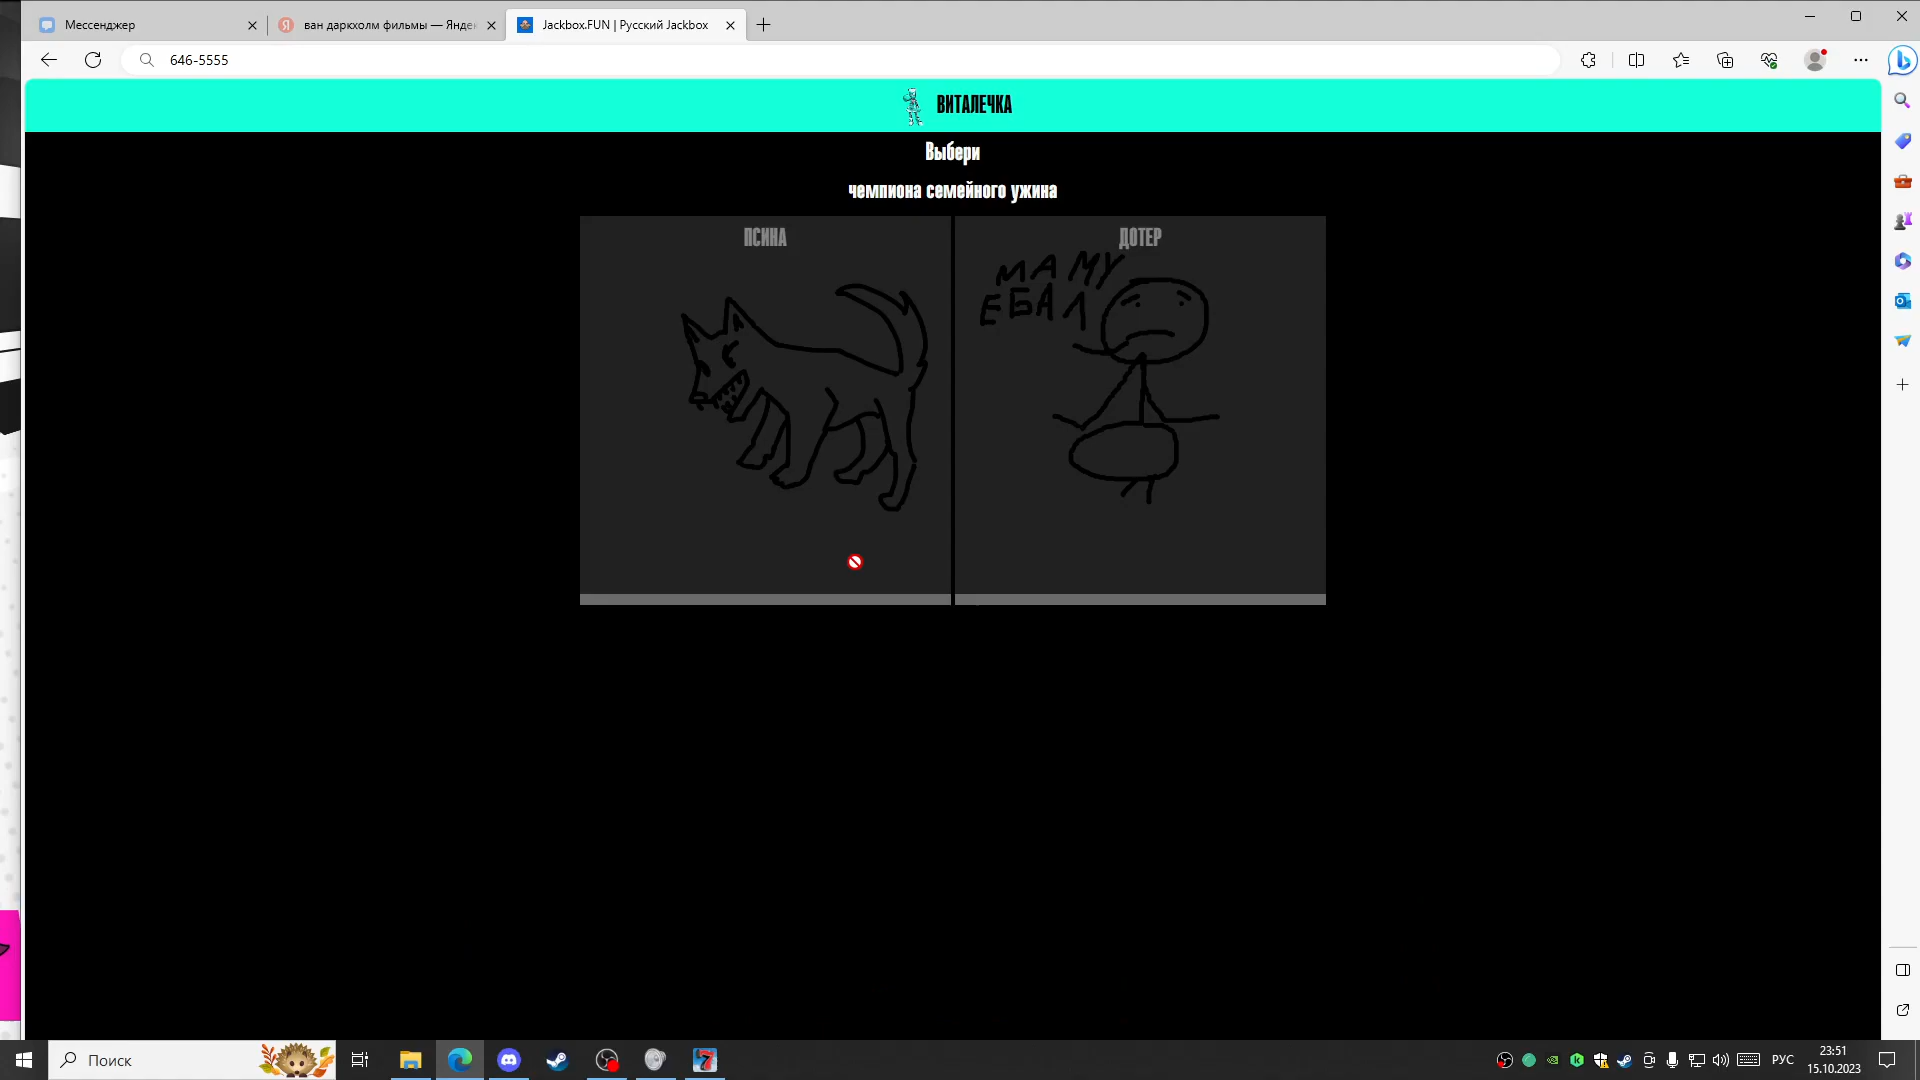 Мессенджер
ван даркхолм фильмы — Яндек
Jackbox.FUN | Русский Jackbox
646-5555
ВИТАЛЕЧКА
Выбери
чемпиона семейного ужина
ПСИНА
ДОТЕР
МАМУ
ЕБАЛ
Поиск
РУС
23:51
15.10.2023